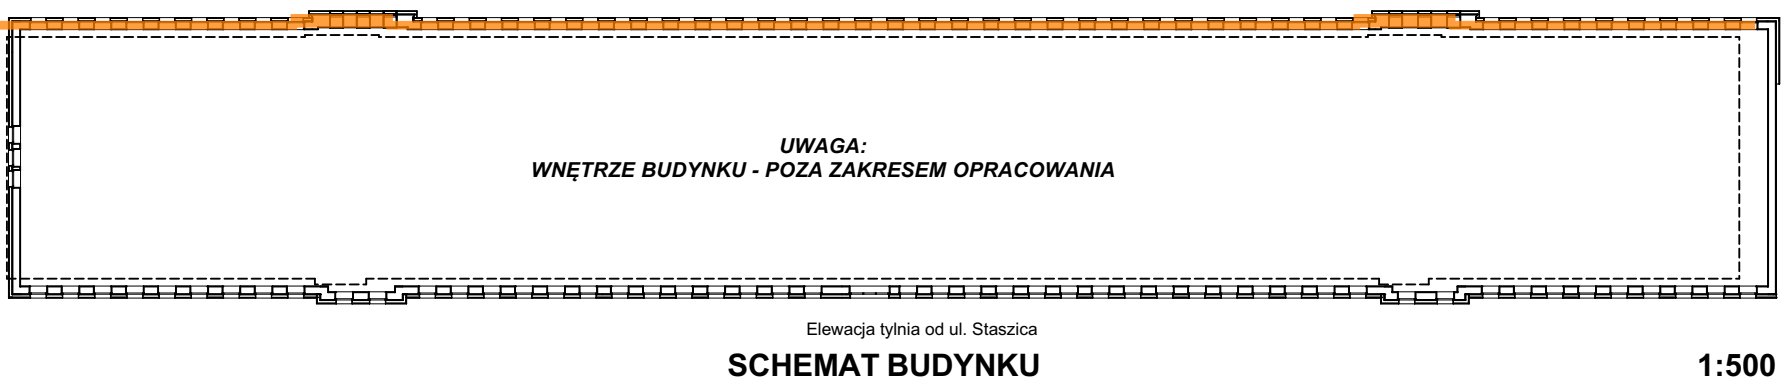 UWAGA:
WNĘTRZE BUDYNKU - POZA ZAKRESEM OPRACOWANIA
Elewacja tylnia od ul. Staszica
SCHEMAT BUDYNKU
1:500